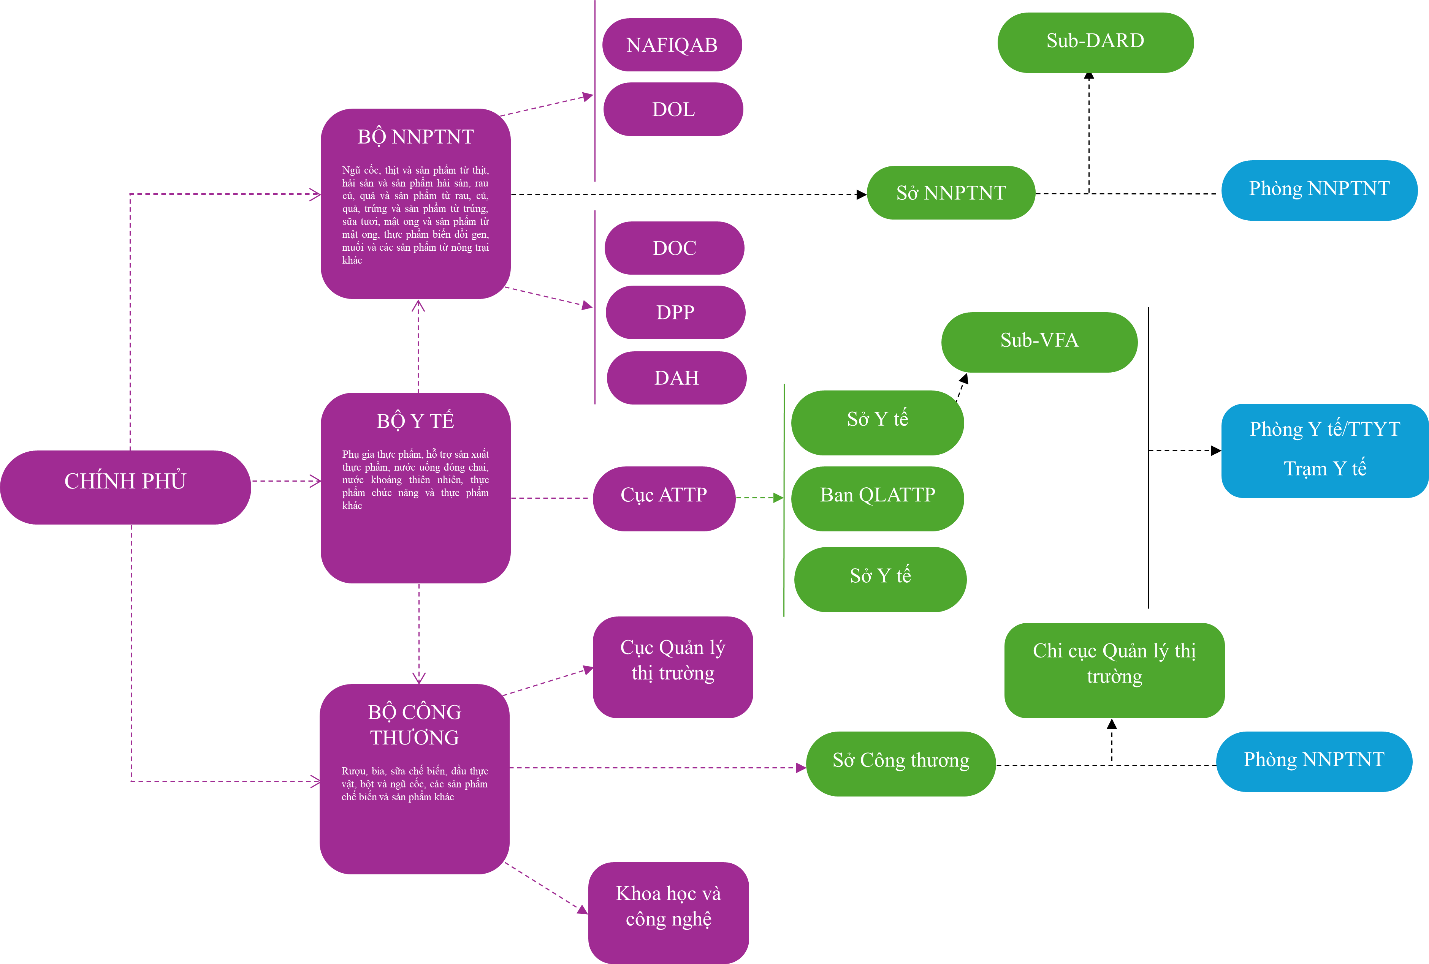 NAFIQAB
DOL
Sub-DARD
BỘ NNPTNT
Ngũ cốc, thịt và sản phẩm từ thịt,
hải sản và sản phẩm hải sản, rau
củ, quả và sản phẩm từ rau, củ,
quả, trứng và sản phẩm từ trứng,
sữa tươi, mật ong và sản phẩm từ
mật ong, thực phẩm biến đổi gen,
muối và các sản phẩm từ nông trại
khác
Sở NNPTNT
Phòng NNPTNT
DOC
DPP
DAH
Sub-VFA
CHÍNH PHỦ
BỘ Y TẾ
Phụ gia thực phẩm, hỗ trợ sản xuất
thực phẩm, nước uống đóng chai,
nước khoáng thiên nhiên, thực
phẩm chức năng và thực phẩm
khác
Cục ATTP
Sở Y tế
Ban QLATTP
Sở Y tế
Phòng Y tế/TTYT
Trạm Y tế
Cục Quản lý
thị trường
Chi cục Quản lý thị
trường
BỘ CÔNG
THƯƠNG
Rượu, bia, sữa chế biến, dầu thực
vật, bột và ngũ cốc, các sản phẩm
chế biến và sản phẩm khác
Sở Công thương
Phòng NNPTNT
Khoa học và
công nghệ